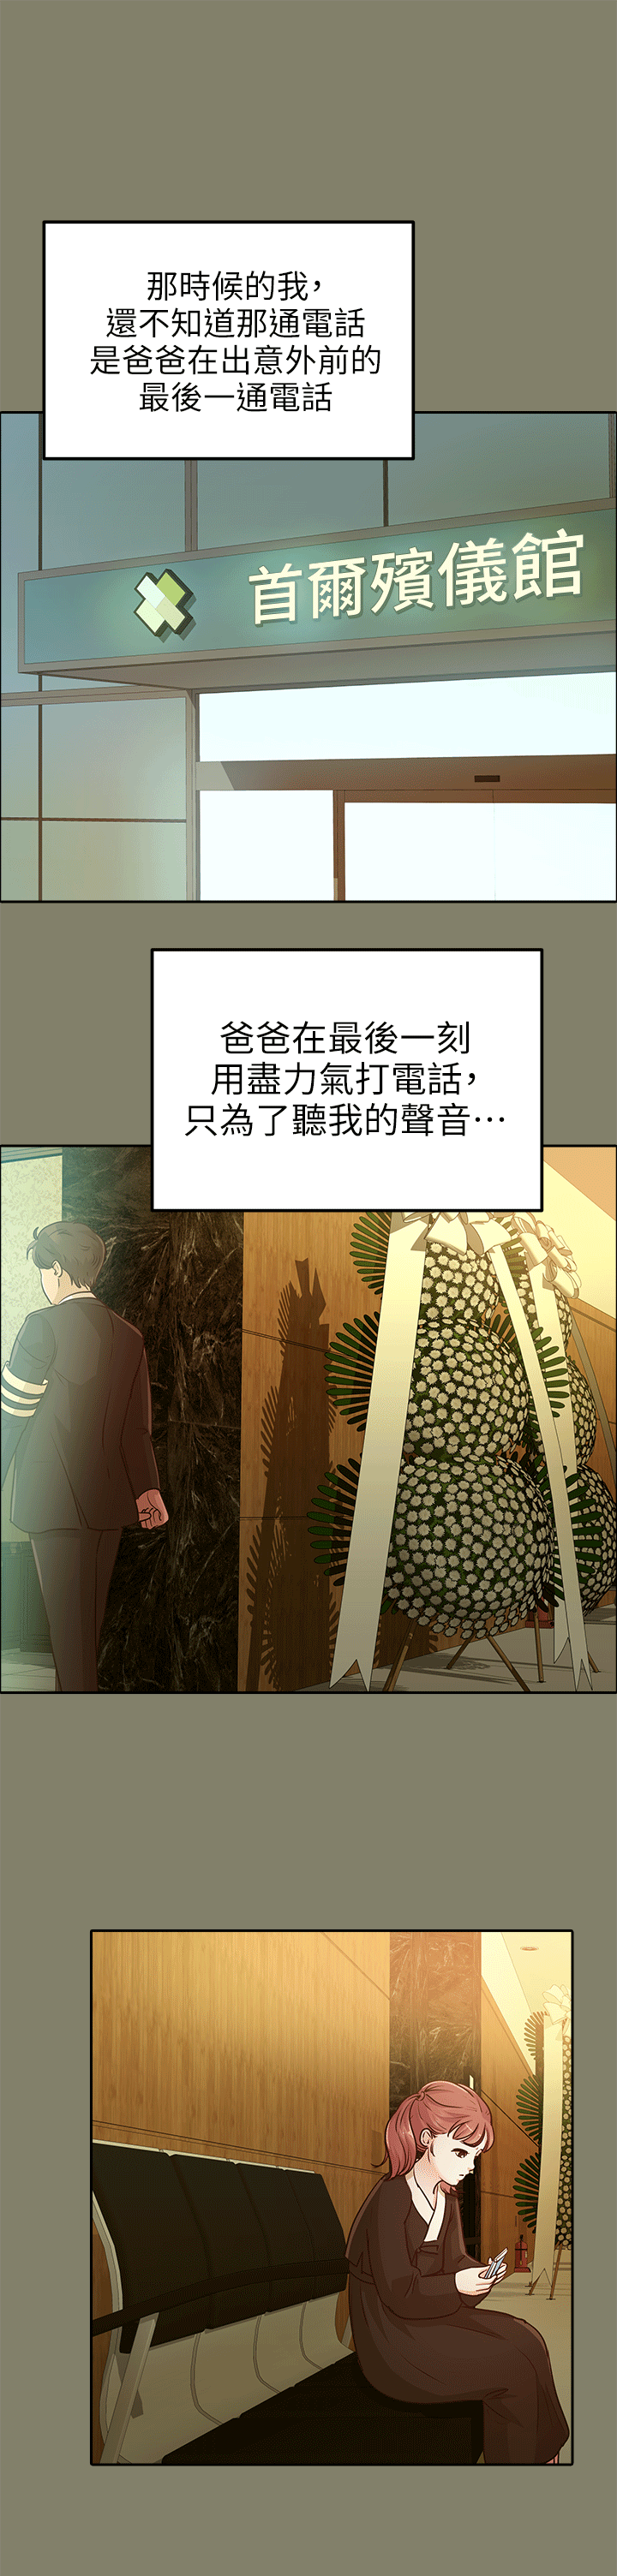 那時候的我，
還不知道那通電話
是爸爸在出意外前的
最後一通電話
首爾殯儀館
爸爸在最後一刻
用盡力氣打電話，
只為了聽我的聲音…